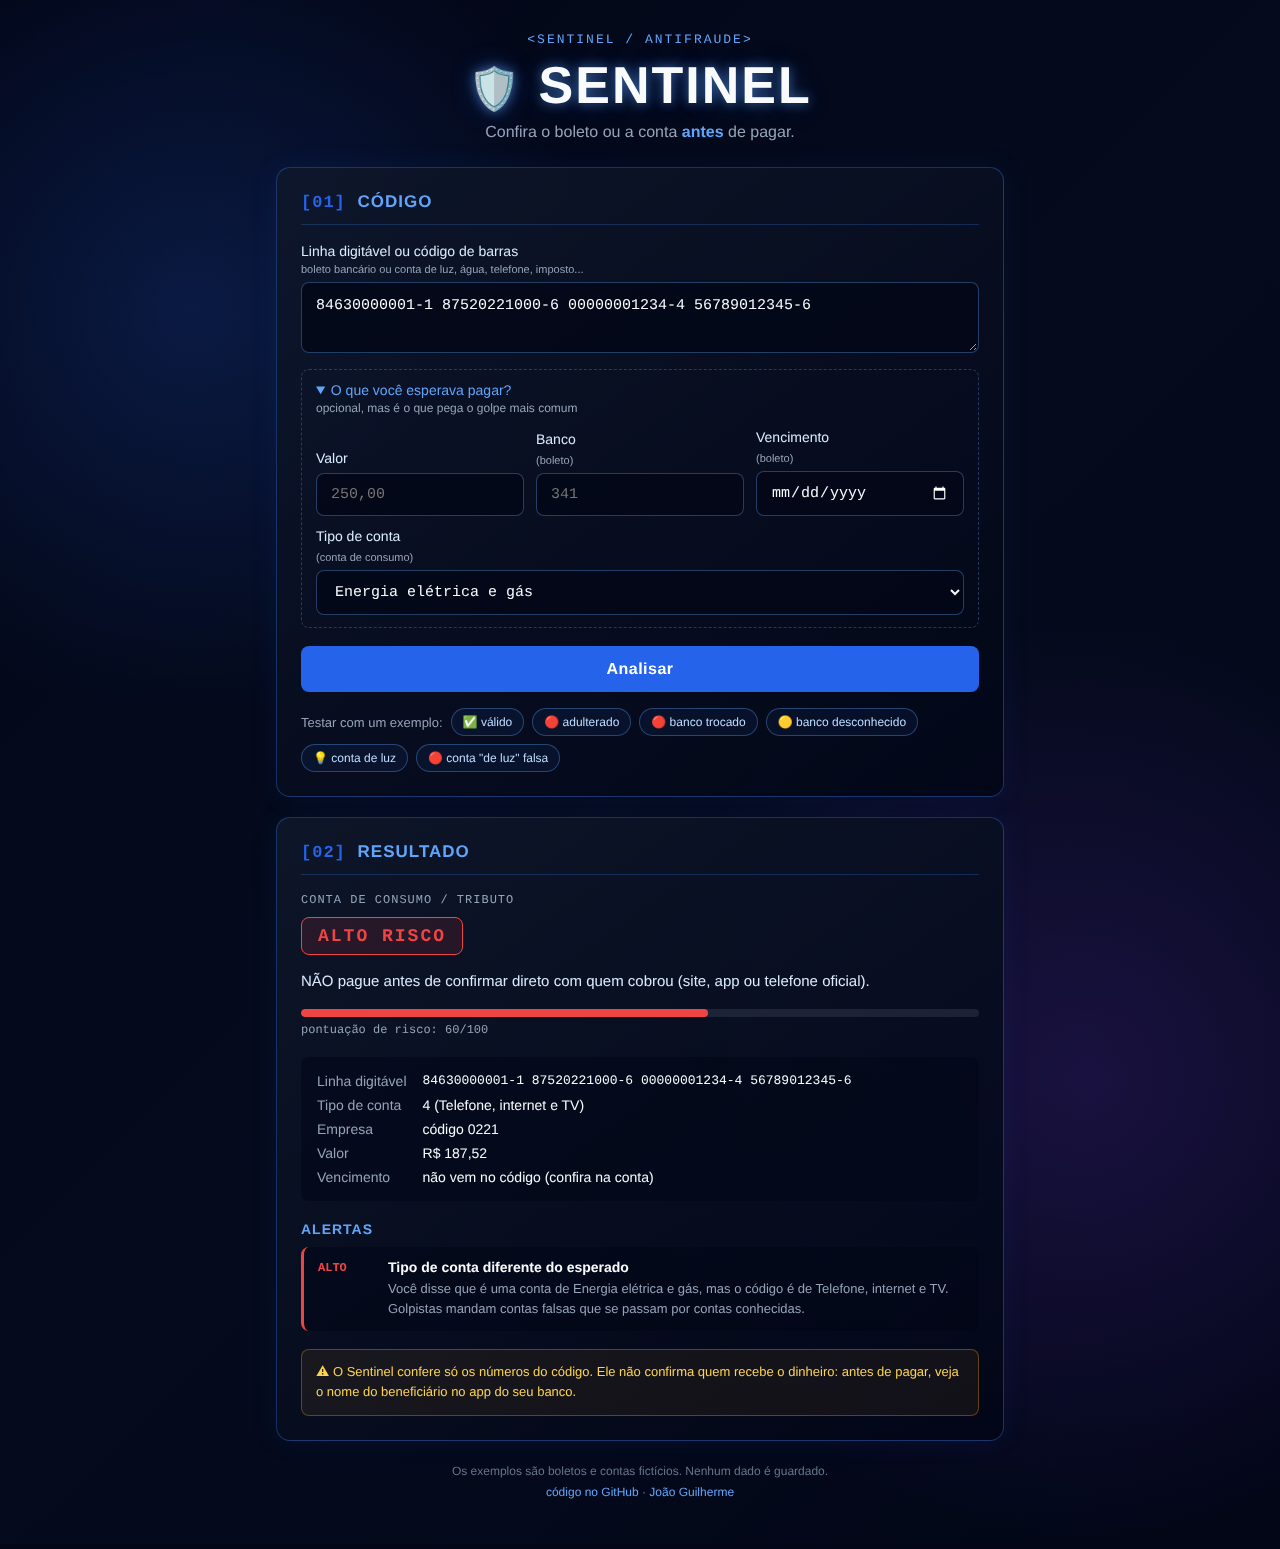 <SENTINEL / ANTIFRAUDE>
🛡️ SENTINEL
Confira o boleto ou a conta antes de pagar.
[01] CÓDIGO
Linha digitável ou código de barras
boleto bancário ou conta de luz, água, telefone, imposto...
84630000001-1 87520221000-6 00000001234-4 56789012345-6
▼ O que você esperava pagar?
opcional, mas é o que pega o golpe mais comum
Valor
250,00
Banco
(boleto)
341
Vencimento
(boleto)
mm/dd/yyyy
Tipo de conta
(conta de consumo)
Energia elétrica e gás
Analisar
Testar com um exemplo: ✅ válido 🔴 adulterado 🔴 banco trocado 🟡 banco desconhecido
💡 conta de luz 🔴 conta "de luz" falsa
[02] RESULTADO
CONTA DE CONSUMO / TRIBUTO
ALTO RISCO
NÃO pague antes de confirmar direto com quem cobrou (site, app ou telefone oficial).
pontuação de risco: 60/100
Linha digitável 84630000001-1 87520221000-6 00000001234-4 56789012345-6
Tipo de conta 4 (Telefone, internet e TV)
Empresa código 0221
Valor R$ 187,52
Vencimento não vem no código (confira na conta)
ALERTAS
ALTO Tipo de conta diferente do esperado
Você disse que é uma conta de Energia elétrica e gás, mas o código é de Telefone, internet e TV.
Golpistas mandam contas falsas que se passam por contas conhecidas.
⚠ O Sentinel confere só os números do código. Ele não confirma quem recebe o dinheiro: antes de pagar, veja
o nome do beneficiário no app do seu banco.
Os exemplos são boletos e contas fictícios. Nenhum dado é guardado.
código no GitHub · João Guilherme